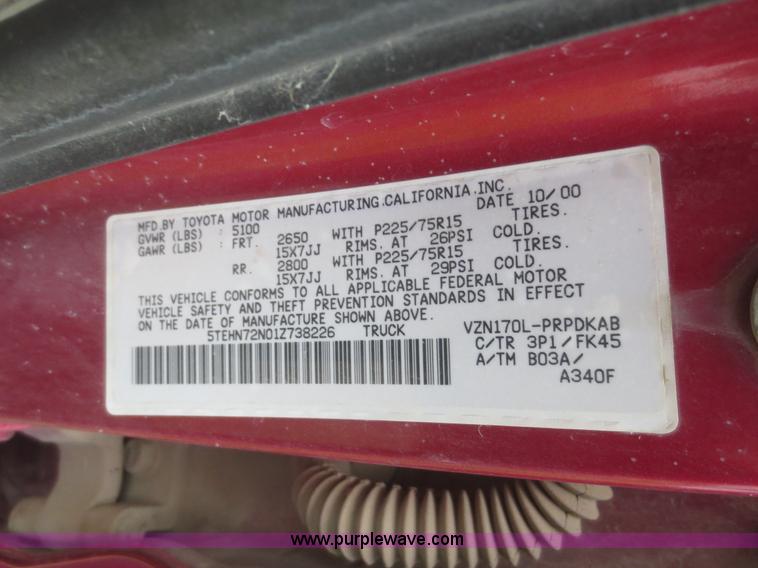 MFD.BY TOYOTA MOTOR MANUFACTURING.CALIFORNIA.INC.
GVWR (LBS) : 5100 DATE 10/00
GAWR (LBS) : FRT. 2650 WITH P225/75R15 TIRES.
15X7JJ RIMS. AT 26PSI COLD.
RR. 2800 WITH P225/75R15 TIRES.
15X7JJ RIMS. AT 29PSI COLD.
THIS VEHICLE CONFORMS TO ALL APPLICABLE FEDERAL MOTOR
VEHICLE SAFETY AND THEFT PREVENTION STANDARDS IN EFFECT
ON THE DATE OF MANUFACTURE SHOWN ABOVE.
5TEHN72N01Z738226 TRUCK VZN170L-PRPDKAB
C/TR 3P1/FK45
A/TM B03A/
A340F
www.purplewave.com